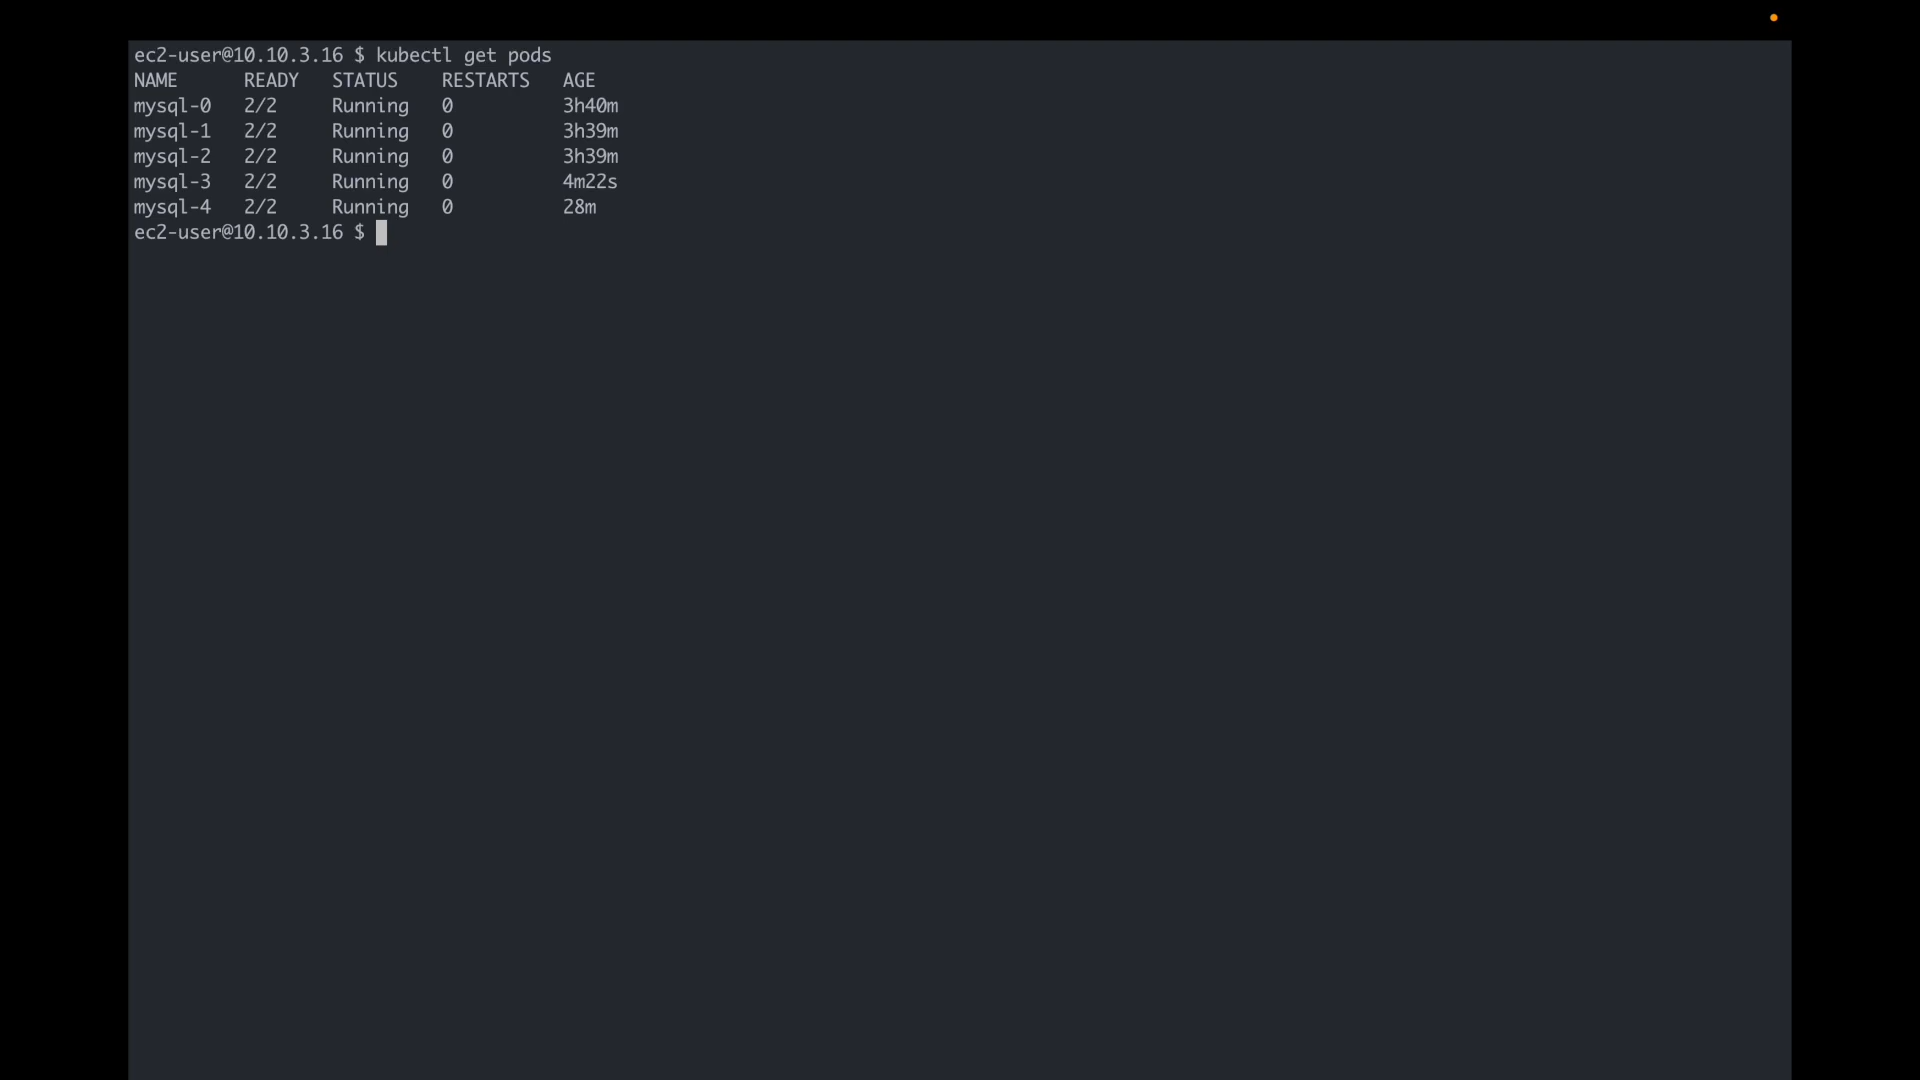 ec2-user@10.10.3.16 $ kubectl get pods
NAME READY STATUS RESTARTS AGE
mysql-0 2/2 Running 0 3h40m
mysql-1 2/2 Running 0 3h39m
mysql-2 2/2 Running 0 3h39m
mysql-3 2/2 Running 0 4m22s
mysql-4 2/2 Running 0 28m
ec2-user@10.10.3.16 $